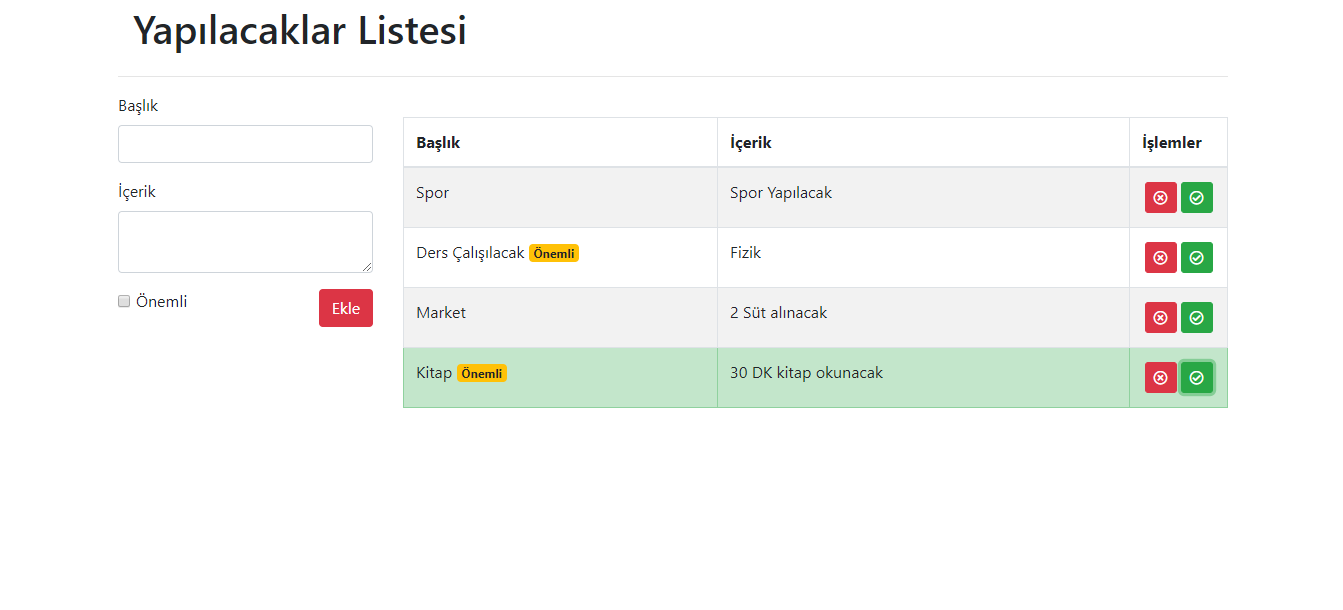 Yapılacaklar Listesi
Başlık
İçerik
Önemli
Ekle
Başlık İçerik İşlemler
Spor Spor Yapılacak
Ders Çalışılacak Önemli Fizik
Market 2 Süt alınacak
Kitap Önemli 30 DK kitap okunacak